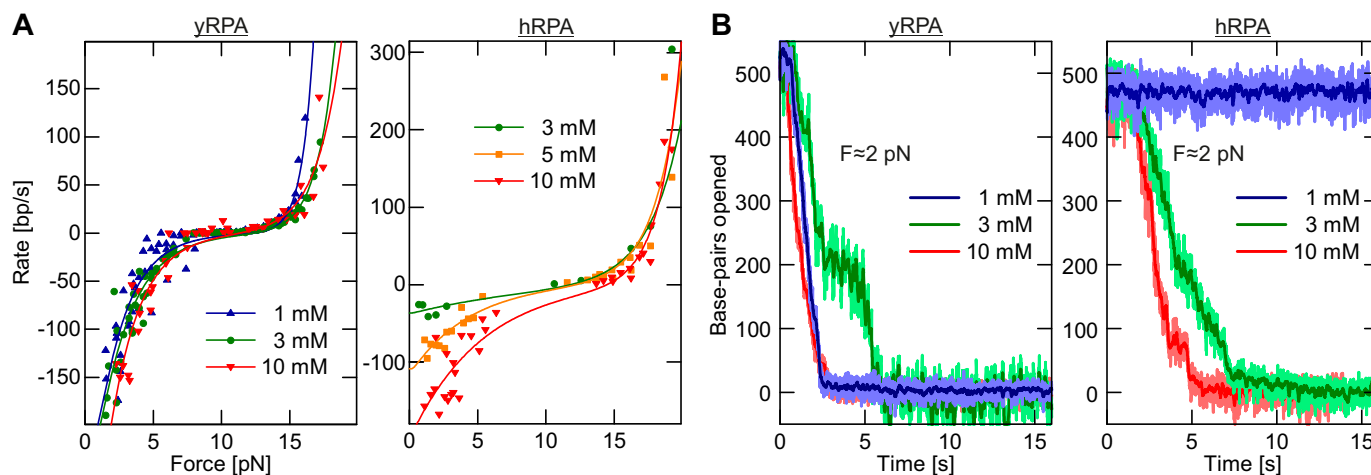 A
yRPA
hRPA
B
yRPA
hRPA
Rate [bp/s]
150
100
50
0
-50
-100
-150
1 mM
3 mM
10 mM
0 5 10 15
Force [pN]
300
200
100
0
-100
3 mM
5 mM
10 mM
0 5 10 15
Base-pairs opened
500
400
300
200
100
0
F≈2 pN
1 mM
3 mM
10 mM
0 5 10 15
Time [s]
500
400
300
200
100
0
F≈2 pN
1 mM
3 mM
10 mM
0 5 10 15
Time [s]